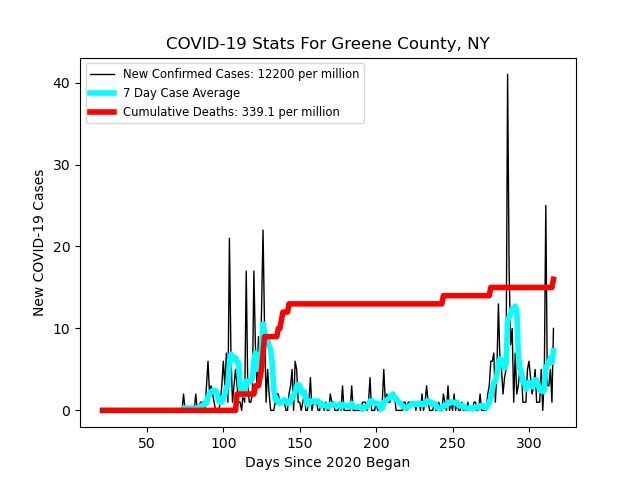 COVID-19 Stats For Greene County, NY
New Confirmed Cases: 12200 per million
7 Day Case Average
Cumulative Deaths: 339.1 per million
New COVID-19 Cases
40
30
20
10
0
50 100 150 200 250 300
Days Since 2020 Began